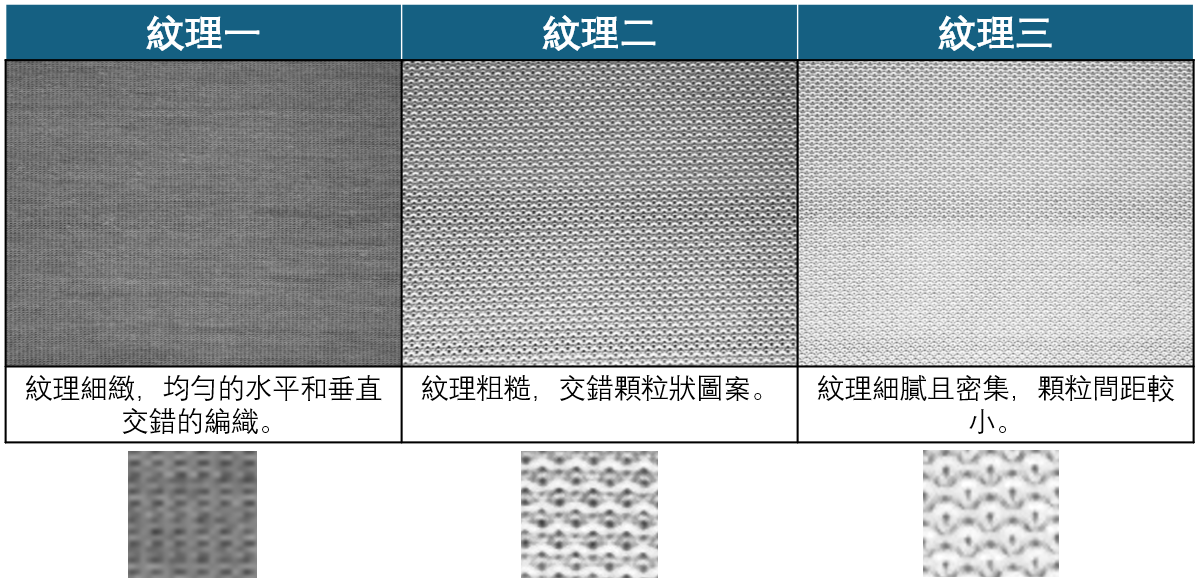 紋理一
紋理二
紋理三
紋理細緻，均勻的水平和垂直
交錯的編織。
紋理粗糙，交錯顆粒狀圖案。
紋理細膩且密集，顆粒間距較
小。